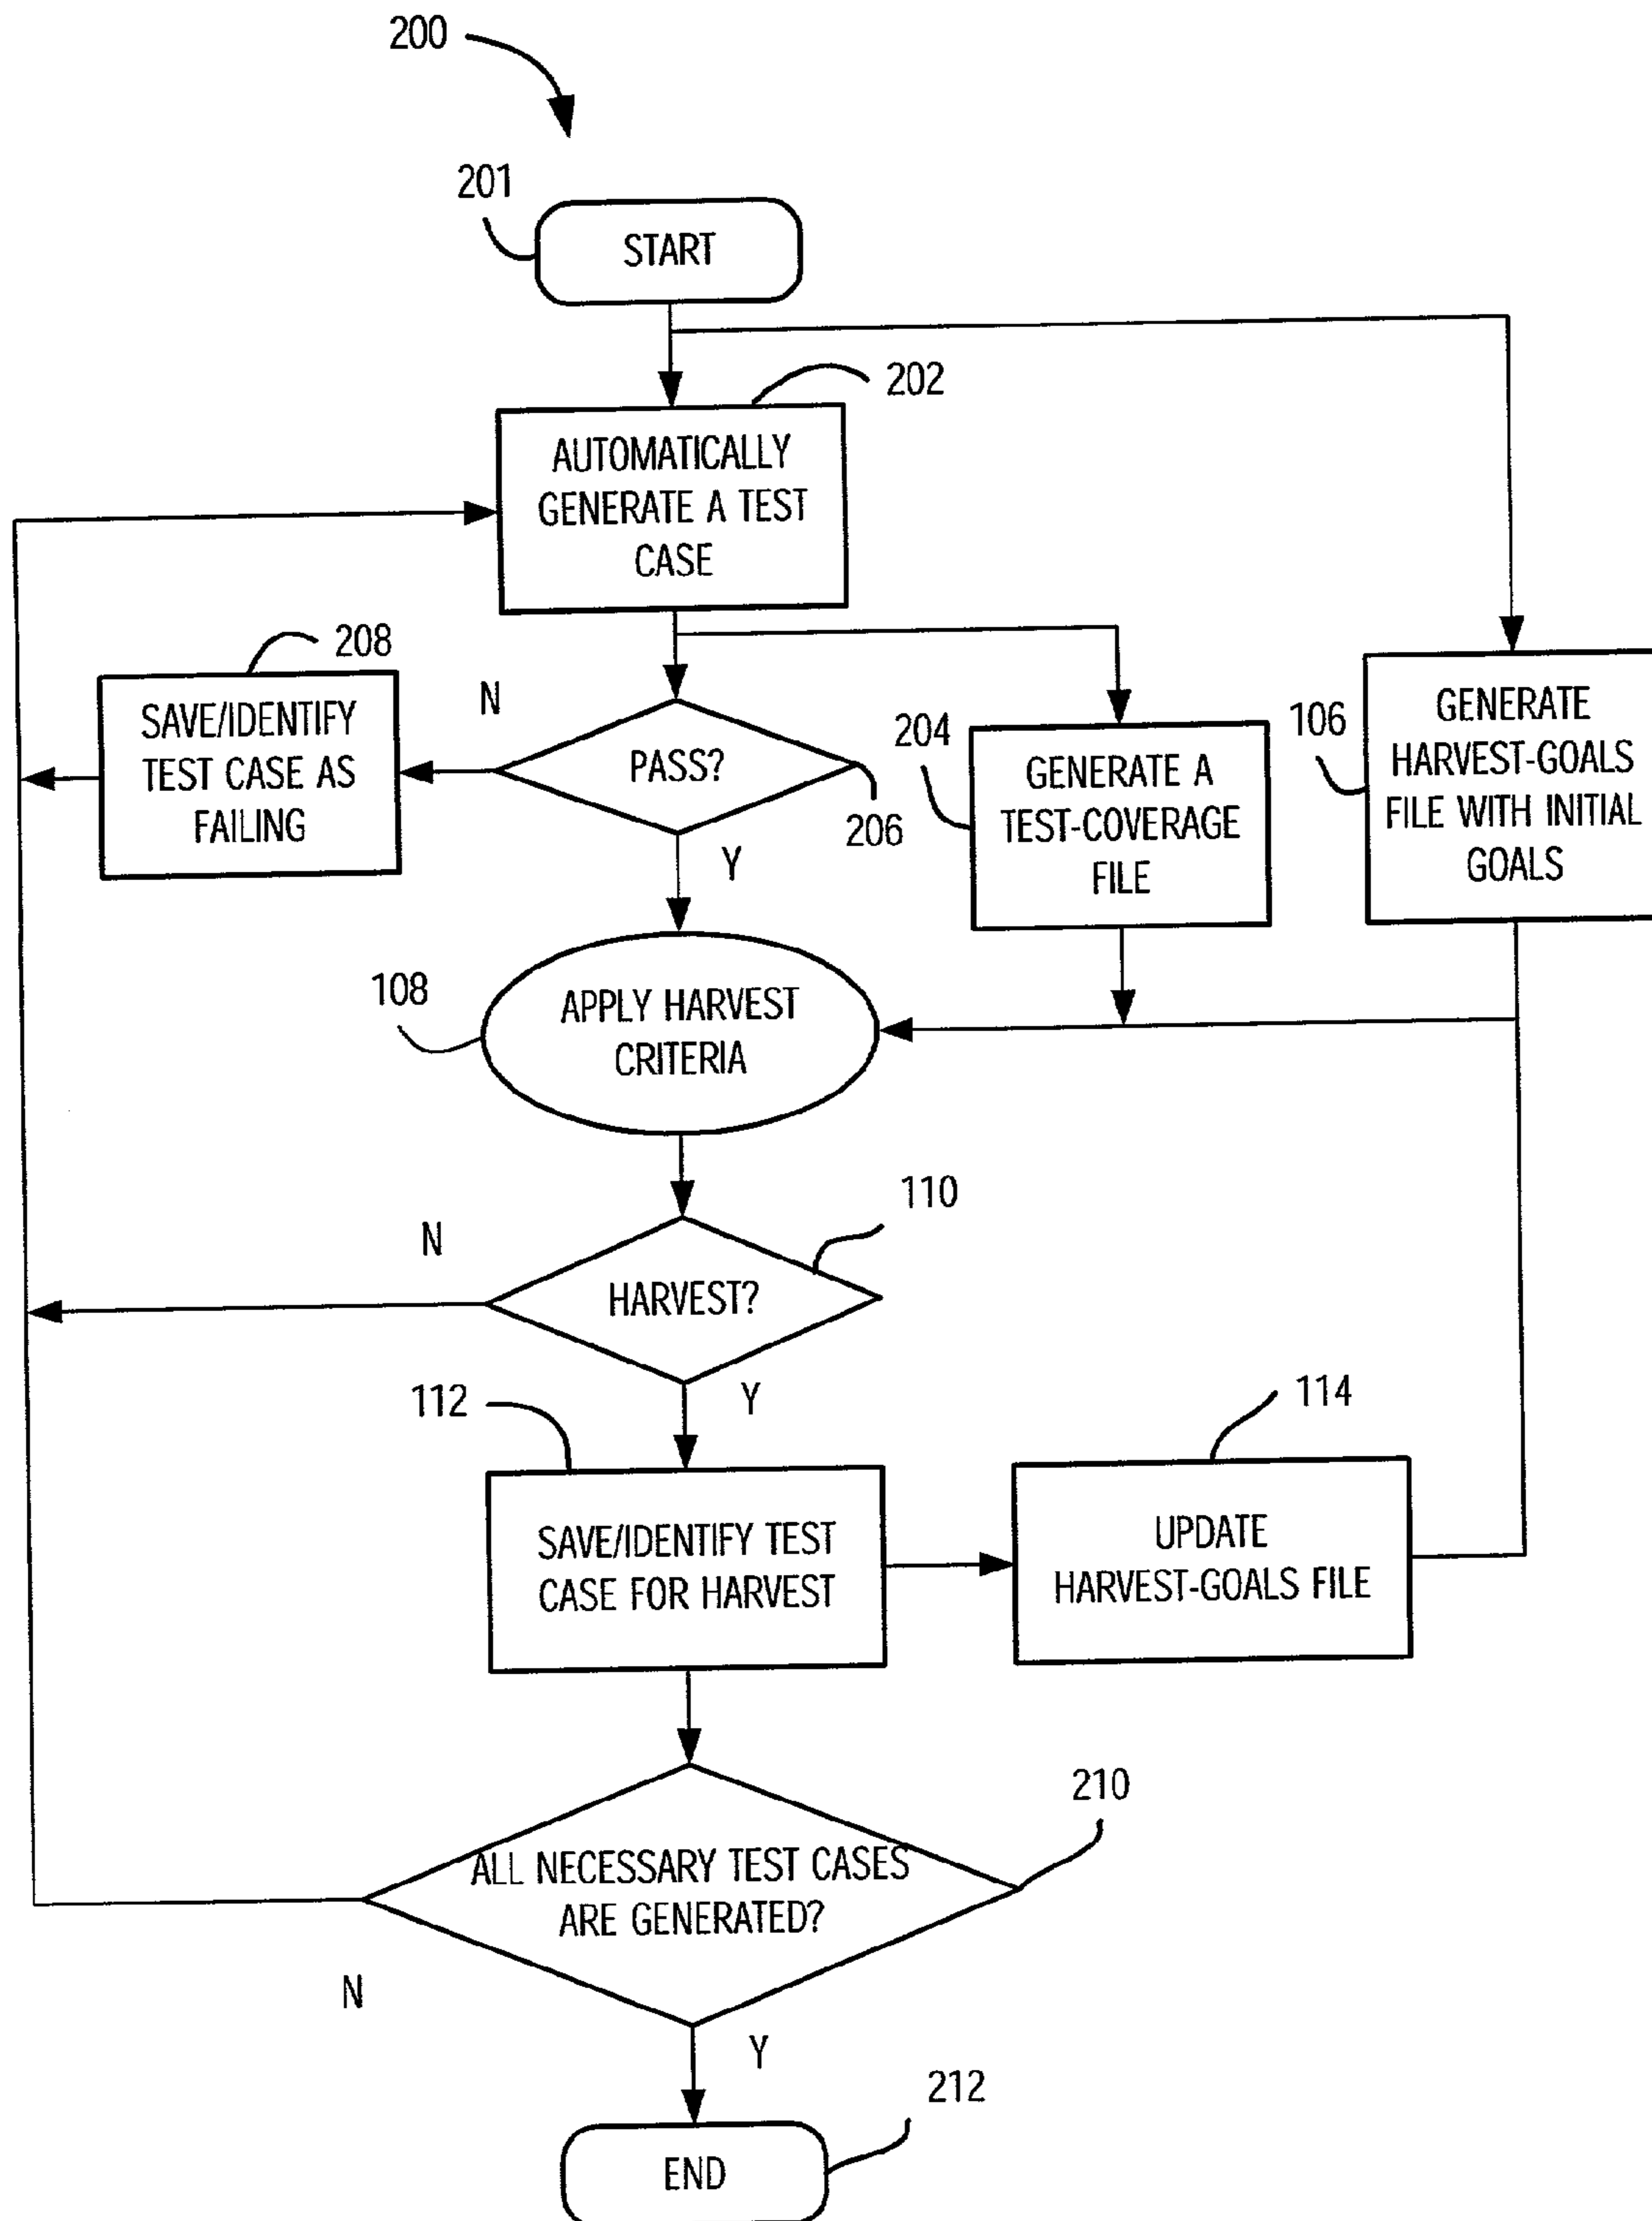 200
201
START
202
AUTOMATICALLY
GENERATE A TEST
CASE
208
SAVE/IDENTIFY
TEST CASE AS
FAILING
N
PASS?
206
Y
204
GENERATE A
TEST-COVERAGE
FILE
106
GENERATE
HARVEST-GOALS
FILE WITH INITIAL
GOALS
108
APPLY HARVEST
CRITERIA
110
N
HARVEST?
Y
112
SAVE/IDENTIFY TEST
CASE FOR HARVEST
114
UPDATE
HARVEST-GOALS FILE
210
ALL NECESSARY TEST CASES
ARE GENERATED?
N
Y
212
END